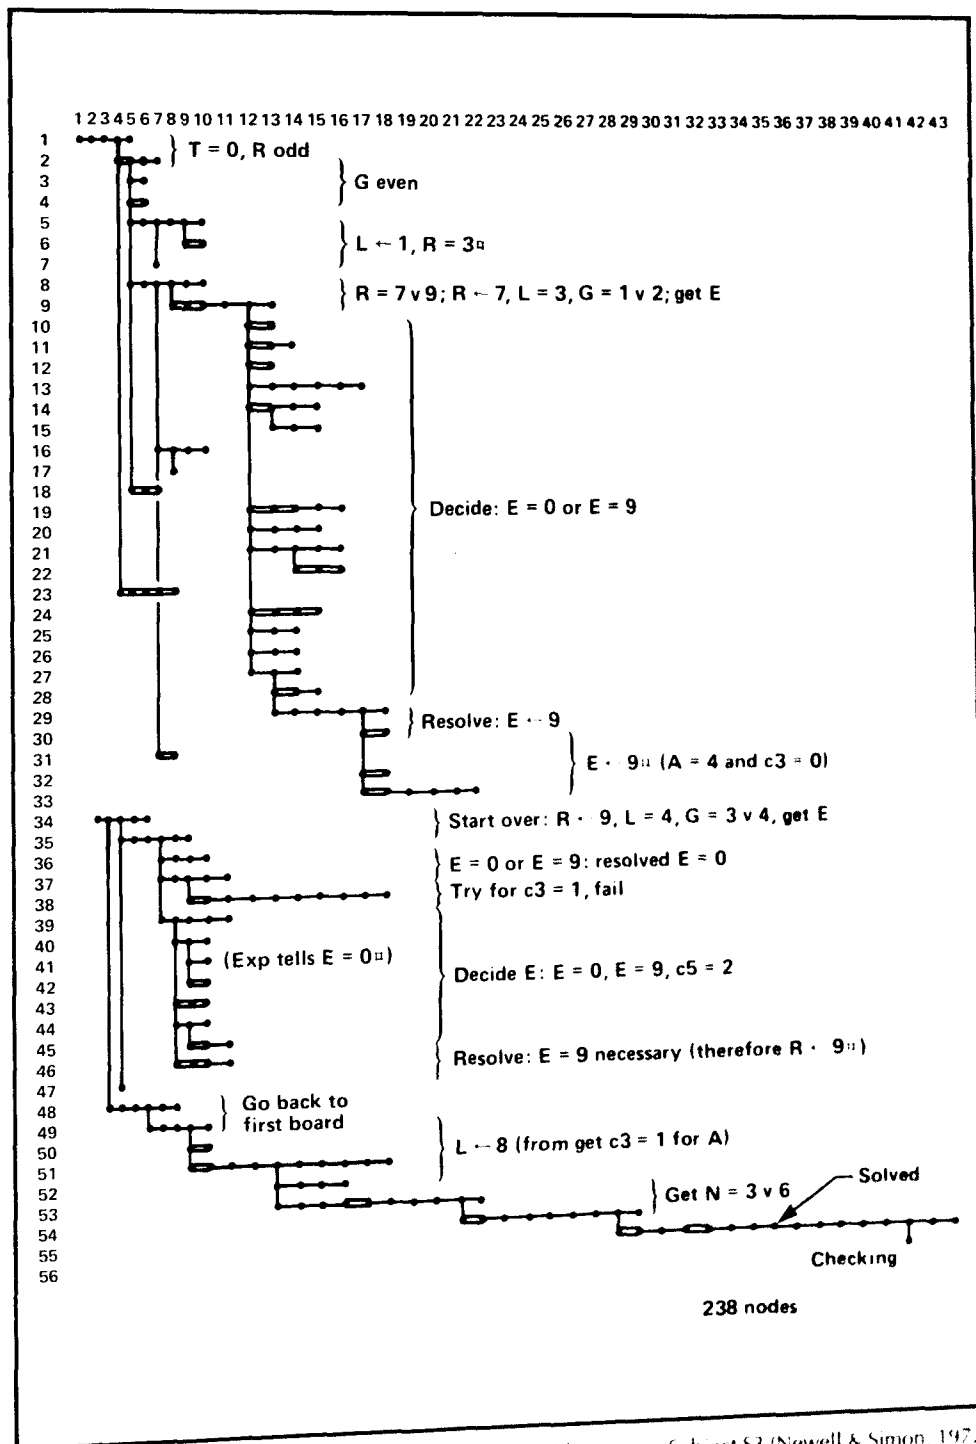 1 2 3 4 5 6 7 8 9 10 11 12 13 14 15 16 17 18 19 20 21 22 23 24 25 26 27 28 29 30 31 32 33 34 35 36 37 38 39 40 41 42 43
1
T = 0, R odd
2
3
G even
4
5
6
L ← 1, R = 3¤
7
8
R = 7 v 9; R ← 7, L = 3, G = 1 v 2; get E
9
10
11
12
13
14
15
16
17
18
19
Decide: E = 0 or E = 9
20
21
22
23
24
25
26
27
28
29
Resolve: E ← 9
30
31
E · 9¤ (A = 4 and c3 = 0)
32
33
34
Start over: R · 9, L = 4, G = 3 v 4, get E
35
36
E = 0 or E = 9: resolved E = 0
37
Try for c3 = 1, fail
38
39
40
(Exp tells E = 0¤)
41
Decide E: E = 0, E = 9, c5 = 2
42
43
44
45
Resolve: E = 9 necessary (therefore R · 9¤)
46
47
48
Go back to
first board
49
50
L ← 8 (from get c3 = 1 for A)
51
52
Solved
Get N = 3 v 6
53
54
55
Checking
56
238 nodes
Subject S3 (Newell & Simon, 197